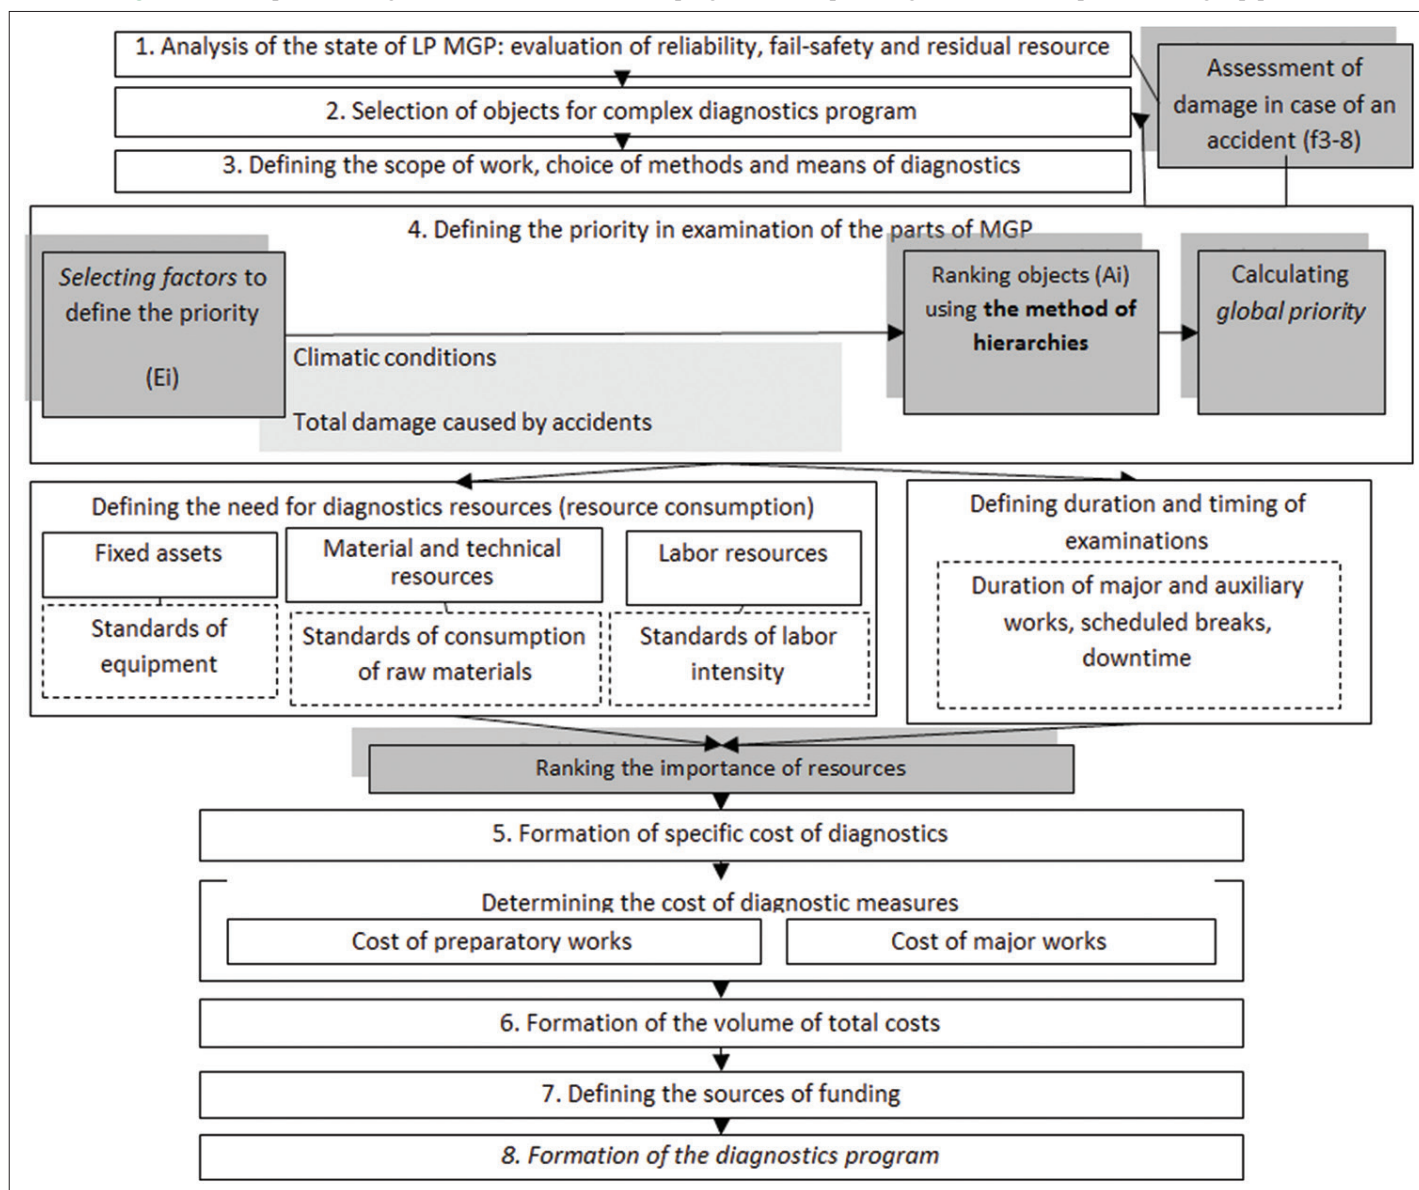 1. Analysis of the state of LP MGP: evaluation of reliability, fail-safety and residual resource
Assessment of
damage in case of an
accident (f3-8)
2. Selection of objects for complex diagnostics program
3. Defining the scope of work, choice of methods and means of diagnostics
4. Defining the priority in examination of the parts of MGP
Selecting factors to
define the priority
(Ei)
Climatic conditions
Total damage caused by accidents
Ranking objects (Ai)
using the method of
hierarchies
Calculating
global priority
Defining the need for diagnostics resources (resource consumption)
Fixed assets
Material and technical
resources
Labor resources
Standards of
equipment
Standards of consumption
of raw materials
Standards of labor
intensity
Defining duration and timing of
examinations
Duration of major and auxiliary
works, scheduled breaks,
downtime
Ranking the importance of resources
5. Formation of specific cost of diagnostics
Determining the cost of diagnostic measures
Cost of preparatory works
Cost of major works
6. Formation of the volume of total costs
7. Defining the sources of funding
8. Formation of the diagnostics program